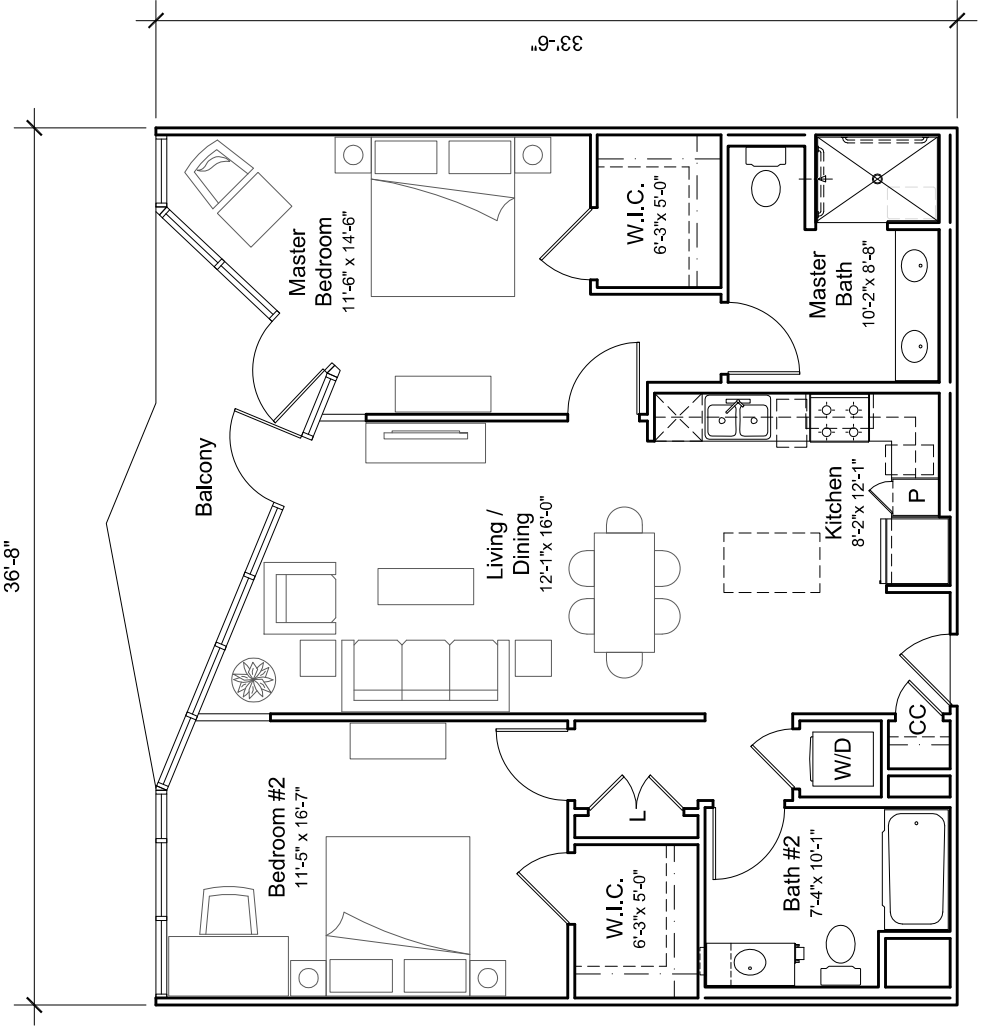 33'-6"
36'-8"
Master
Bedroom
11'-6" x 14'-6"
W.I.C.
6'-3"x 5'-0"
Master
Bath
10'-2"x 8'-8"
Balcony
Living /
Dining
12'-1"x 16'-0"
Kitchen
8'-2"x 12'-1"
P
CC
W/D
L
Bedroom #2
11'-5" x 16'-7"
W.I.C.
6'-3"x 5'-0"
Bath #2
7'-4"x 10'-1"